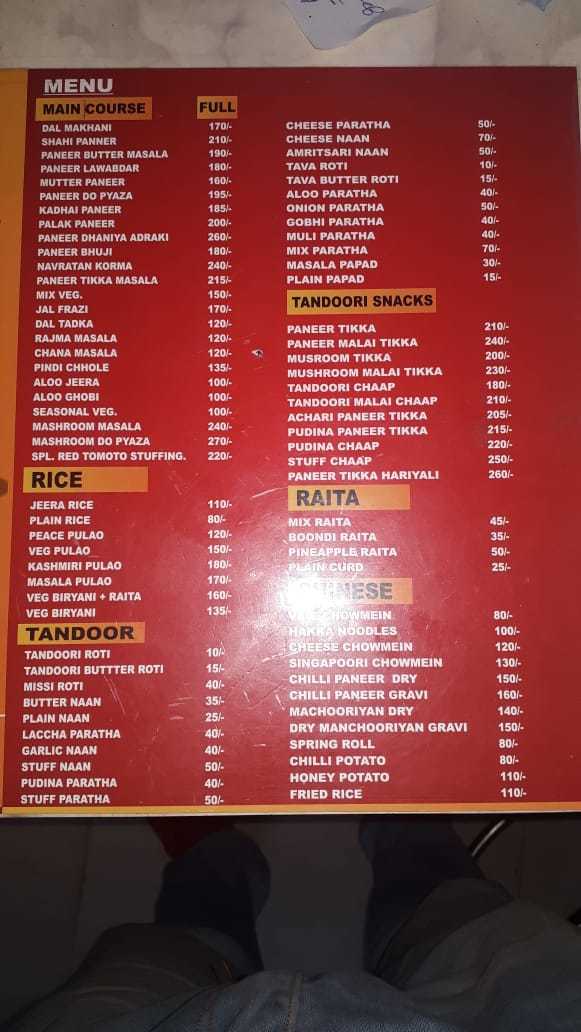 MENU
MAIN COURSE FULL
DAL MAKHANI 170/-
SHAHI PANNER 210/-
PANEER BUTTER MASALA 190/-
PANEER LAWABDAR 180/-
MUTTER PANEER 160/-
PANEER DO PYAZA 195/-
KADHAI PANEER 185/-
PALAK PANEER 200/-
PANEER DHANIYA ADRAKI 260/-
PANEER BHUJI 180/-
NAVRATAN KORMA 240/-
PANEER TIKKA MASALA 215/-
MIX VEG. 150/-
JAL FRAZI 170/-
DAL TADKA 120/-
RAJMA MASALA 120/-
CHANA MASALA 120/-
PINDI CHHOLE 135/-
ALOO JEERA 100/-
ALOO GHOBI 100/-
SEASONAL VEG. 100/-
MASHROOM MASALA 240/-
MASHROOM DO PYAZA 270/-
SPL. RED TOMOTO STUFFING. 220/-
RICE
JEERA RICE 110/-
PLAIN RICE 80/-
PEACE PULAO 120/-
VEG PULAO 150/-
KASHMIRI PULAO 180/-
MASALA PULAO 170/-
VEG BIRYANI + RAITA 160/-
VEG BIRYANI 135/-
TANDOOR
TANDOORI ROTI 10/-
TANDOORI BUTTTER ROTI 15/-
MISSI ROTI 40/-
BUTTER NAAN 35/-
PLAIN NAAN 25/-
LACCHA PARATHA 40/-
GARLIC NAAN 40/-
STUFF NAAN 50/-
PUDINA PARATHA 40/-
STUFF PARATHA 50/-
CHEESE PARATHA 50/-
CHEESE NAAN 70/-
AMRITSARI NAAN 50/-
TAVA ROTI 10/-
TAVA BUTTER ROTI 15/-
ALOO PARATHA 40/-
ONION PARATHA 50/-
GOBHI PARATHA 40/-
MULI PARATHA 40/-
MIX PARATHA 70/-
MASALA PAPAD 30/-
PLAIN PAPAD 15/-
TANDOORI SNACKS
PANEER TIKKA 210/-
PANEER MALAI TIKKA 240/-
MUSROOM TIKKA 200/-
MUSHROOM MALAI TIKKA 230/-
TANDOORI CHAAP 180/-
TANDOORI MALAI CHAAP 210/-
ACHARI PANEER TIKKA 205/-
PUDINA PANEER TIKKA 215/-
PUDINA CHAAP 220/-
STUFF CHAAP 250/-
PANEER TIKKA HARIYALI 260/-
RAITA
MIX RAITA 45/-
BOONDI RAITA 35/-
PINEAPPLE RAITA 50/-
PLAIN CURD 25/-
CHINESE
VEG CHOWMEIN 80/-
HAKKA NOODLES 100/-
CHEESE CHOWMEIN 120/-
SINGAPOORI CHOWMEIN 130/-
CHILLI PANEER DRY 150/-
CHILLI PANEER GRAVI 160/-
MACHOORIYAN DRY 140/-
DRY MANCHOORIYAN GRAVI 150/-
SPRING ROLL 80/-
CHILLI POTATO 80/-
HONEY POTATO 110/-
FRIED RICE 110/-